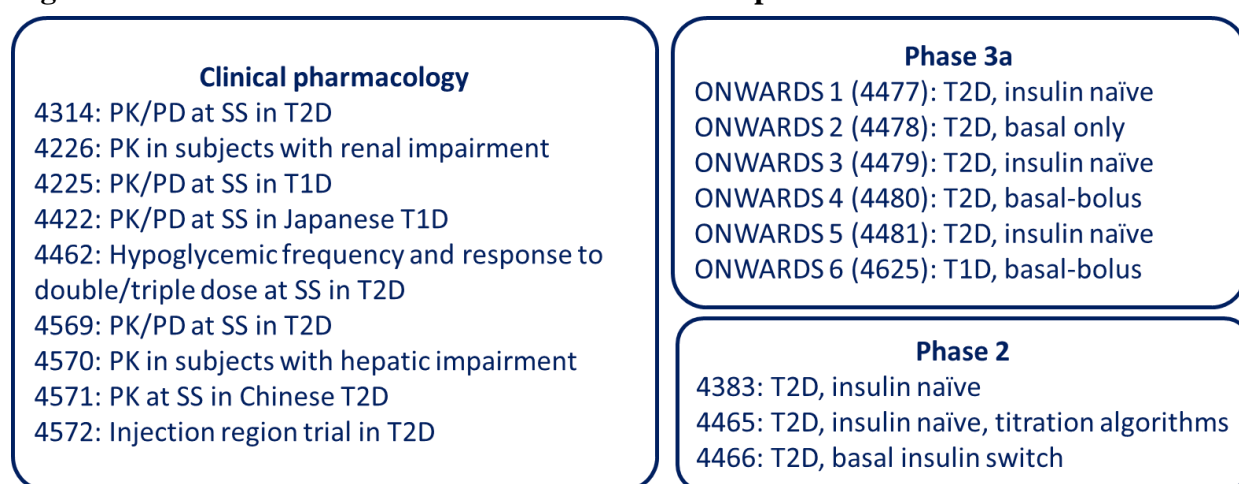 Clinical pharmacology
4314: PK/PD at SS in T2D
4226: PK in subjects with renal impairment
4225: PK/PD at SS in T1D
4422: PK/PD at SS in Japanese T1D
4462: Hypoglycemic frequency and response to
double/triple dose at SS in T2D
4569: PK/PD at SS in T2D
4570: PK in subjects with hepatic impairment
4571: PK at SS in Chinese T2D
4572: Injection region trial in T2D
Phase 3a
ONWARDS 1 (4477): T2D, insulin naïve
ONWARDS 2 (4478): T2D, basal only
ONWARDS 3 (4479): T2D, insulin naïve
ONWARDS 4 (4480): T2D, basal-bolus
ONWARDS 5 (4481): T2D, insulin naïve
ONWARDS 6 (4625): T1D, basal-bolus
Phase 2
4383: T2D, insulin naïve
4465: T2D, insulin naïve, titration algorithms
4466: T2D, basal insulin switch